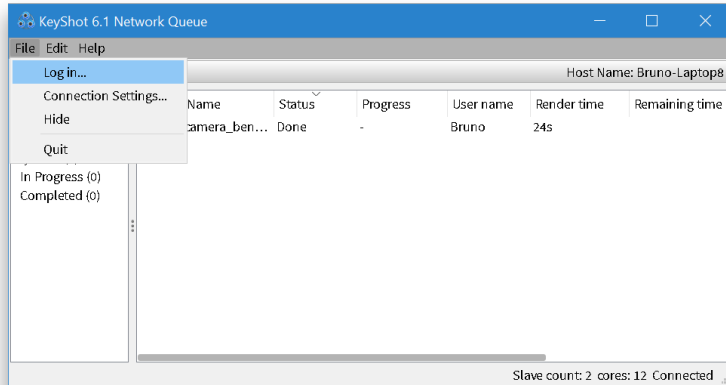 KeyShot 6.1 Network Queue
File Edit Help
Log in...
Host Name: Bruno-Laptop8
Connection Settings...
Name Status Progress User name Render time Remaining time
Hide
camera_ben... Done - Bruno 24s
Quit
In Progress (0)
Completed (0)
Slave count: 2 cores: 12 Connected